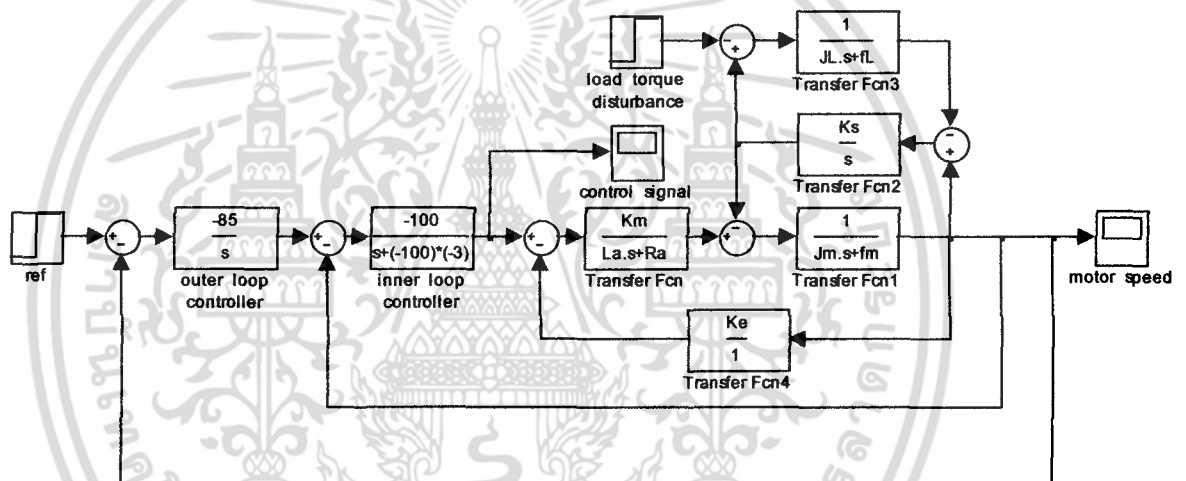 1
JL.s+fL
Transfer Fcn3
load torque
disturbance
Ks
s
Transfer Fcn2
control signal
-85
s
outer loop
controller
-100
s+(-100)*(-3)
inner loop
controller
Km
La.s+Ra
Transfer Fcn
1
Jm.s+fm
Transfer Fcn1
ref
motor speed
Ke
1
Transfer Fcn4